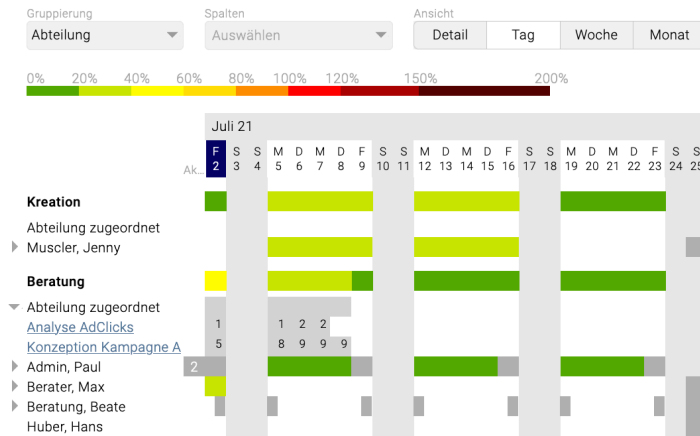 Gruppierung Spalten Ansicht
Abteilung Auswählen Detail Tag Woche Monat
0% 20% 40% 60% 80% 100% 120% 150% 200%
Juli 21
F S S M D M D F S S M D M D F S S M D M D F S S
Ak... 2 3 4 5 6 7 8 9 10 11 12 13 14 15 16 17 18 19 20 21 22 23 24 25
Kreation
Abteilung zugeordnet
Muscler, Jenny
Beratung
Abteilung zugeordnet
Analyse AdClicks 1 1 2 2
Konzeption Kampagne A 5 8 9 9 9
Admin, Paul 2
Berater, Max
Beratung, Beate
Huber, Hans